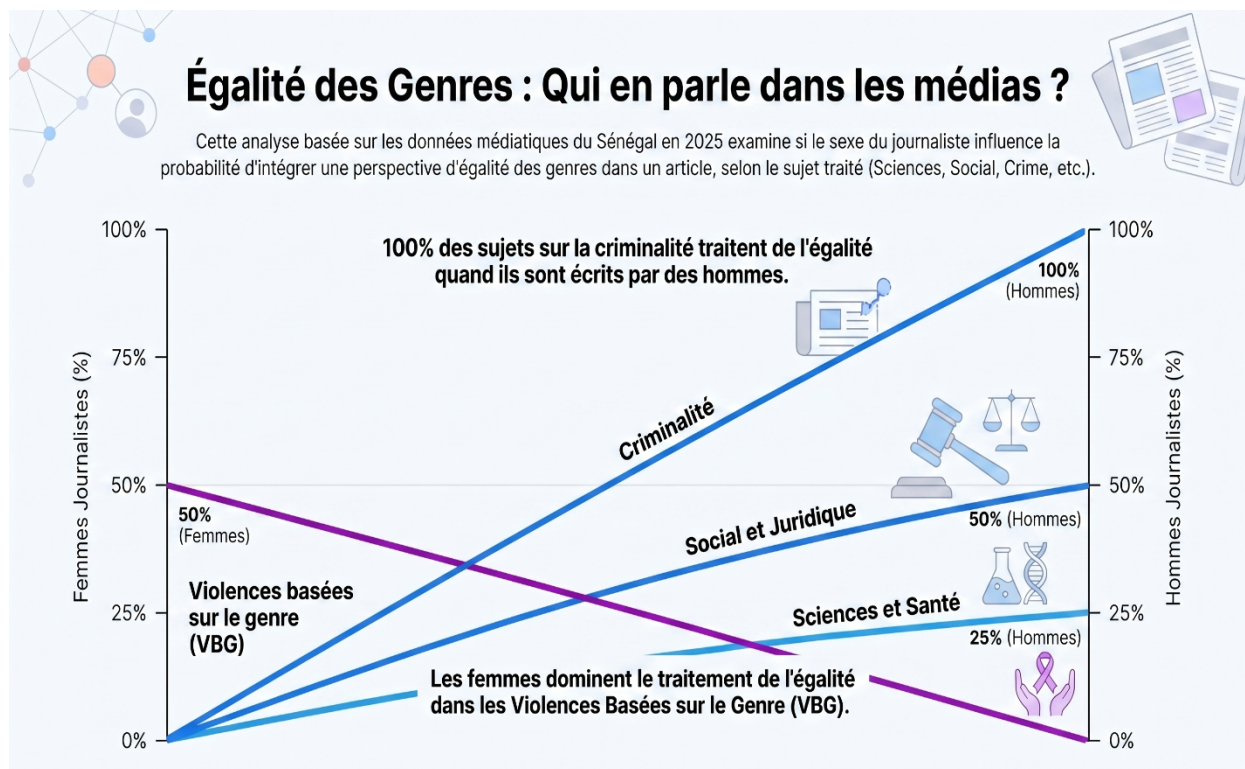 Égalité des Genres : Qui en parle dans les médias ?
Cette analyse basée sur les données médiatiques du Sénégal en 2025 examine si le sexe du journaliste influence la
probabilité d'intégrer une perspective d'égalité des genres dans un article, selon le sujet traité (Sciences, Social, Crime, etc.).
100%
75%
50%
25%
0%
Femmes Journalistes (%)
100% des sujets sur la criminalité traitent de l'égalité
quand ils sont écrits par des hommes.
Criminalité
Social et Juridique
Sciences et Santé
50%
(Femmes)
Violences basées
sur le genre
(VBG)
Les femmes dominent le traitement de l'égalité
dans les Violences Basées sur le Genre (VBG).
100%
(Hommes)
50% (Hommes)
25% (Hommes)
100%
75%
50%
25%
0%
Hommes Journalistes (%)